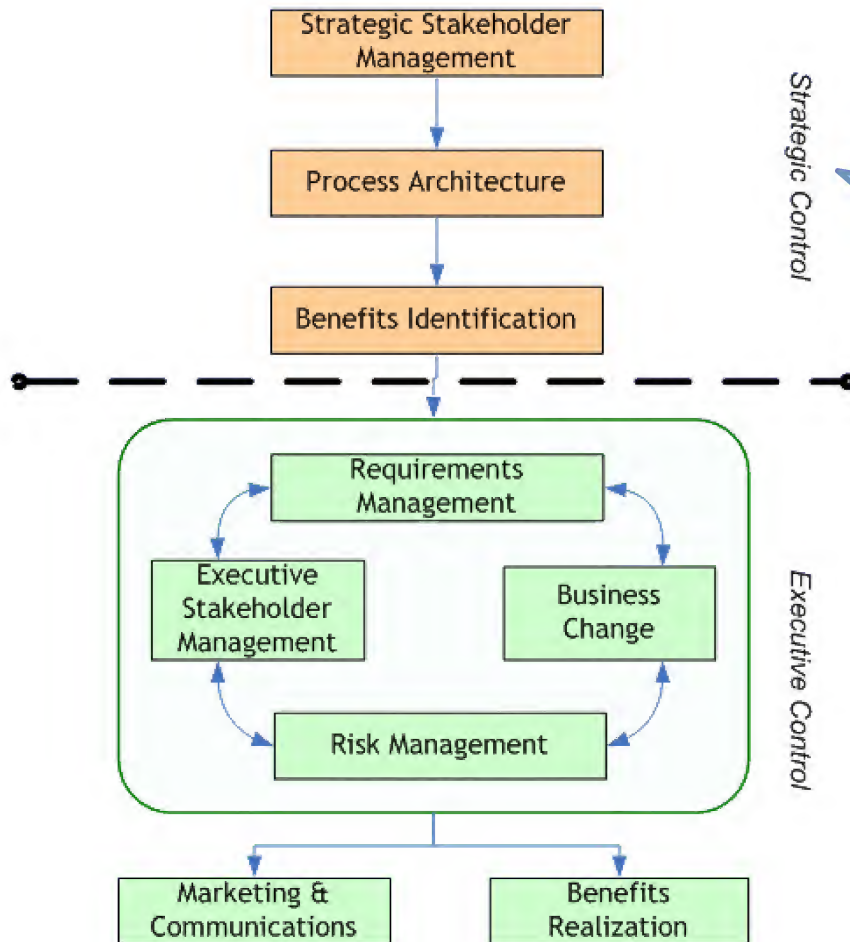 Strategic Stakeholder
Management
Strategic Control
Process Architecture
Benefits Identification
Requirements
Management
Executive
Stakeholder
Management
Business
Change
Executive Control
Risk Management
Marketing &
Communications
Benefits
Realization